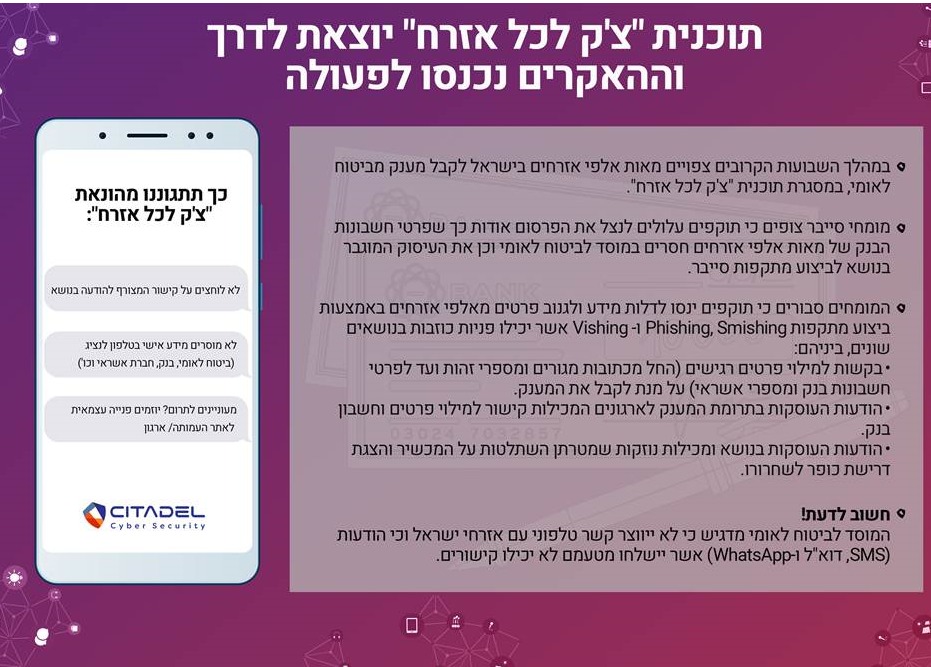 תוכנית "צ'ק לכל אזרח" יוצאת לדרך
וההאקרים נכנסו לפעולה
במהלך השבועות הקרובים צפויים מאות אלפי אזרחים בישראל לקבל מענק מביטוח
לאומי, במסגרת תוכנית "צ'ק לכל אזרח".
מומחי סייבר צופים כי תוקפים עלולים לנצל את הפרסום אודות כך שפרטי חשבונות
הבנק של מאות אלפי אזרחים חסרים במוסד לביטוח לאומי וכן את העיסוק המוגבר
בנושא לביצוע מתקפות סייבר.
המומחים סבורים כי תוקפים ינסו לדלות מידע ולגנוב פרטים מאלפי אזרחים באמצעות
ביצוע מתקפות Phishing, Smishing ו- Vishing אשר יכילו פניות כוזבות בנושאים
שונים, ביניהם:
• בקשות למילוי פרטים רגישים (החל מכתובות מגורים ומספרי זהות ועד לפרטי
חשבונות בנק ומספרי אשראי) על מנת לקבל את המענק.
• הודעות העוסקות בתרומת המענק לארגונים המכילות קישור למילוי פרטים וחשבון
בנק.
• הודעות העוסקות בנושא ומכילות נוזקות שמטרתן השתלטות על המכשיר והצגת
דרישת כופר לשחרורו.
חשוב לדעת!
המוסד לביטוח לאומי מדגיש כי לא ייווצר קשר טלפוני עם אזרחי ישראל וכי הודעות
(SMS, דוא"ל ו-WhatsApp) אשר יישלחו מטעמם לא יכילו קישורים.
כך תתגוננו מהונאת
"צ'ק לכל אזרח":
לא לוחצים על קישור המצורף להודעה בנושא
לא מוסרים מידע אישי בטלפון לנציג
(ביטוח לאומי, בנק, חברת אשראי וכו')
מעוניינים לתרום? יוזמים פנייה עצמאית
לאתר העמותה/ ארגון
CITADEL
Cyber Security
BANK
03024 7032857